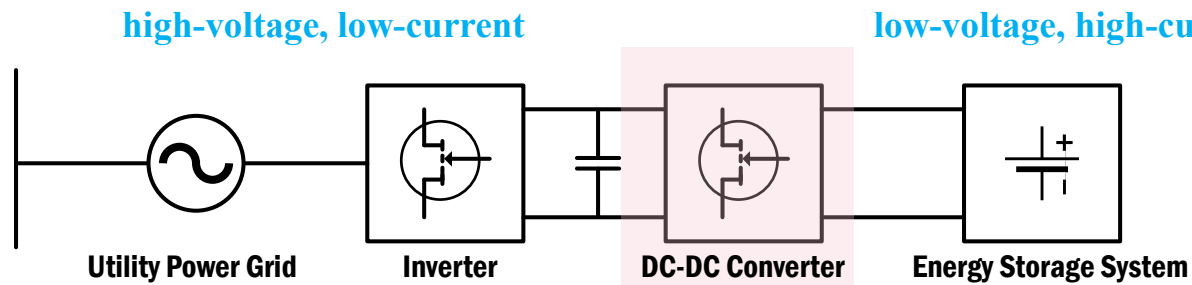 high-voltage, low-current
low-voltage, high-cu
Utility Power Grid
Inverter
DC-DC Converter
Energy Storage System